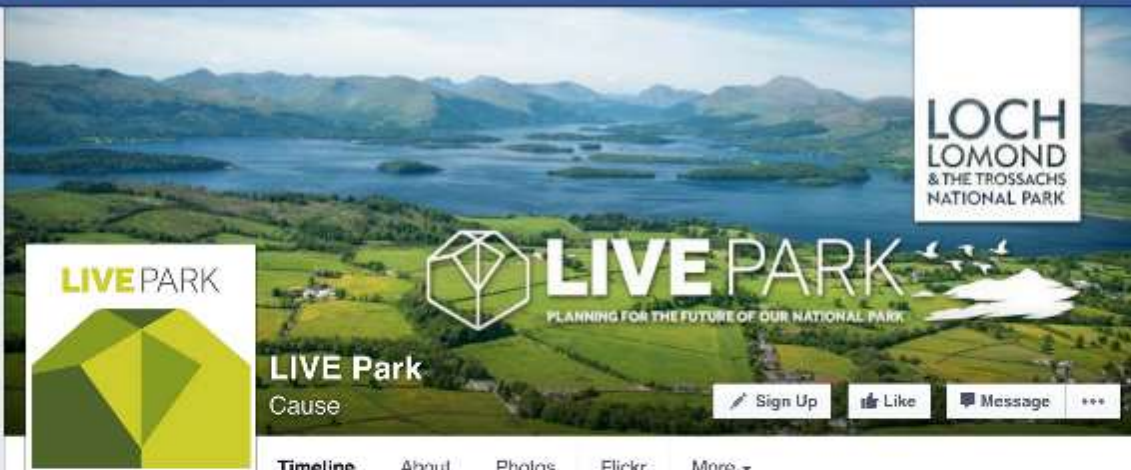 LOCH
LOMOND
& THE TROSSACHS
NATIONAL PARK
LIVE PARK
PLANNING FOR THE FUTURE OF OUR NATIONAL PARK
LIVE PARK
LIVE Park
Cause
Sign Up
Like
Message
Timeline About Photos Flickr More